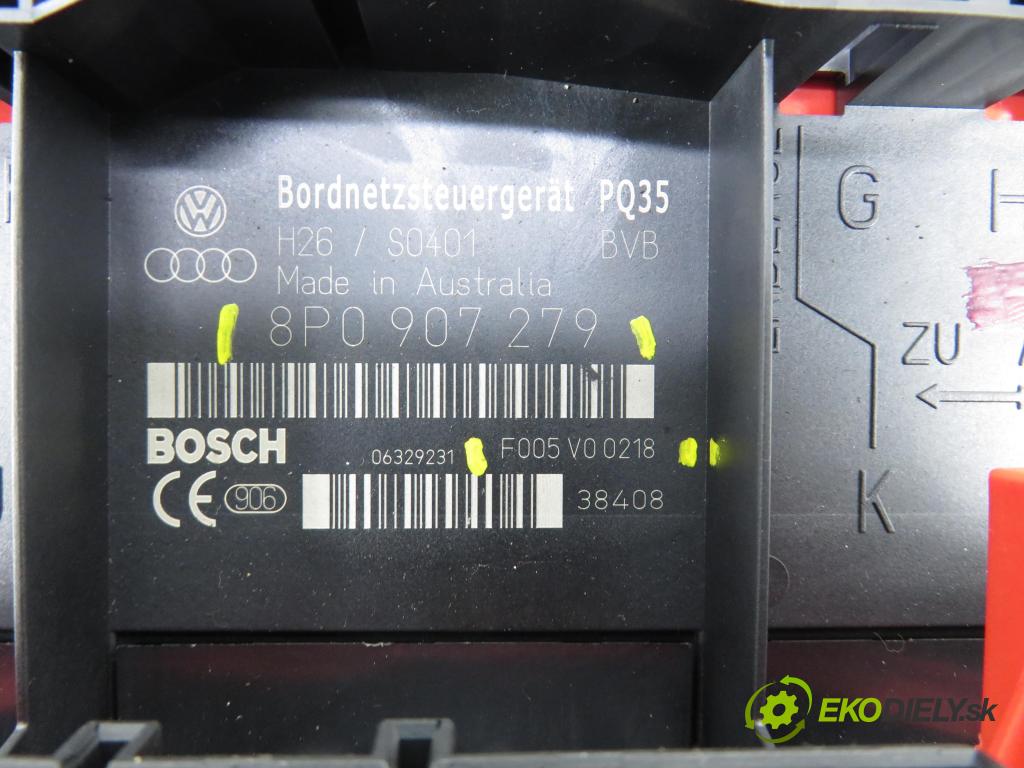 Bordnetzsteuergerät PQ35
H26 / S0401 BVB
Made in Australia
8P0 907 279
BOSCH
06329231 F005 V0 0218
CE 906
38408
G H
ZU
K
EKODIELY.sk